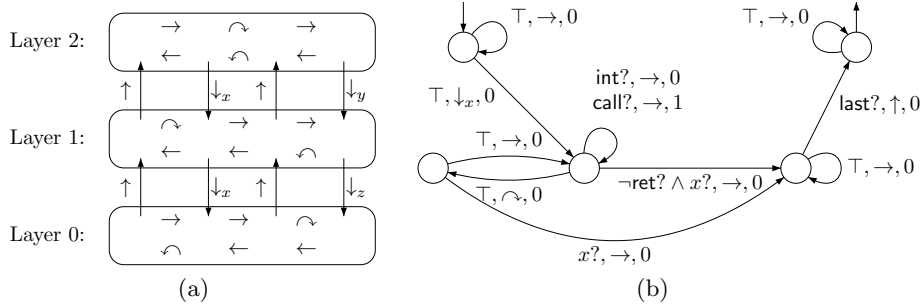 Layer 2: → ↷ →
← ↶ ←
↑ ↓x ↑ ↓y
Layer 1: ↷ → →
← ← ↶
↑ ↓x ↑ ↓z
Layer 0: → → ↷
↶ ← ←
(a)
⊤, →, 0
⊤, →, 0
⊤, ↓x, 0
int?, →, 0
call?, →, 1
last?, ↑, 0
⊤, →, 0
⊤, ↷, 0
¬ret? ∧ x?, →, 0
⊤, →, 0
x?, →, 0
(b)